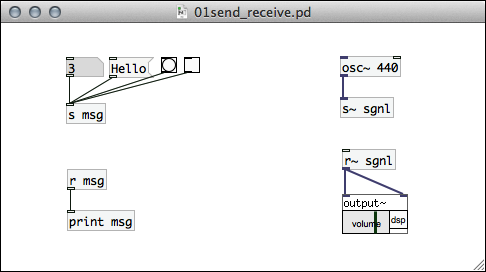 01send_receive.pd
3
Hello
s msg
r msg
print msg
osc~ 440
s~ sgnl
r~ sgnl
output~
volume
dsp